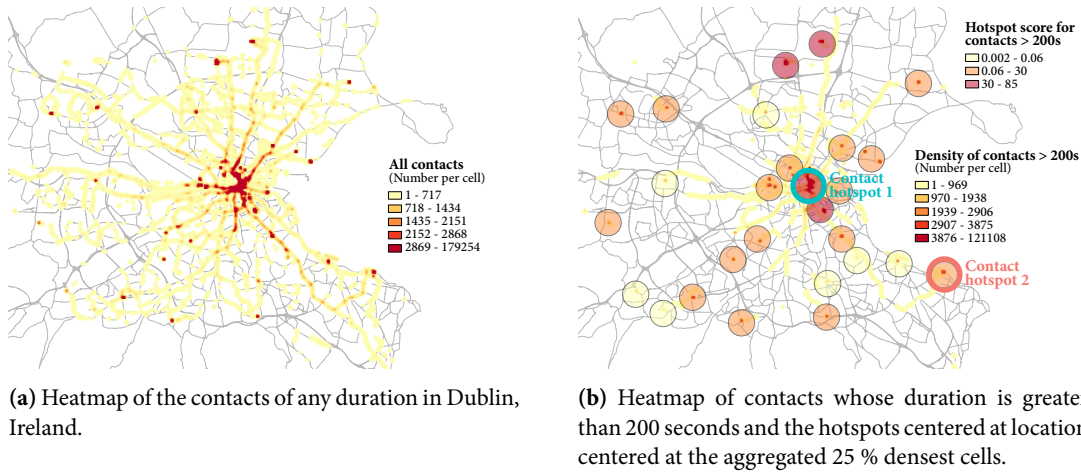 All contacts
(Number per cell)
1 - 717
718 - 1434
1435 - 2151
2152 - 2868
2869 - 179254
Hotspot score for
contacts > 200s
0.002 - 0.06
0.06 - 30
30 - 85
Density of contacts > 200s
(Number per cell)
1 - 969
970 - 1938
1939 - 2906
2907 - 3875
3876 - 121108
Contact
hotspot 1
Contact
hotspot 2
(a) Heatmap of the contacts of any duration in Dublin,
Ireland.
(b) Heatmap of contacts whose duration is greater
than 200 seconds and the hotspots centered at location
centered at the aggregated 25 % densest cells.